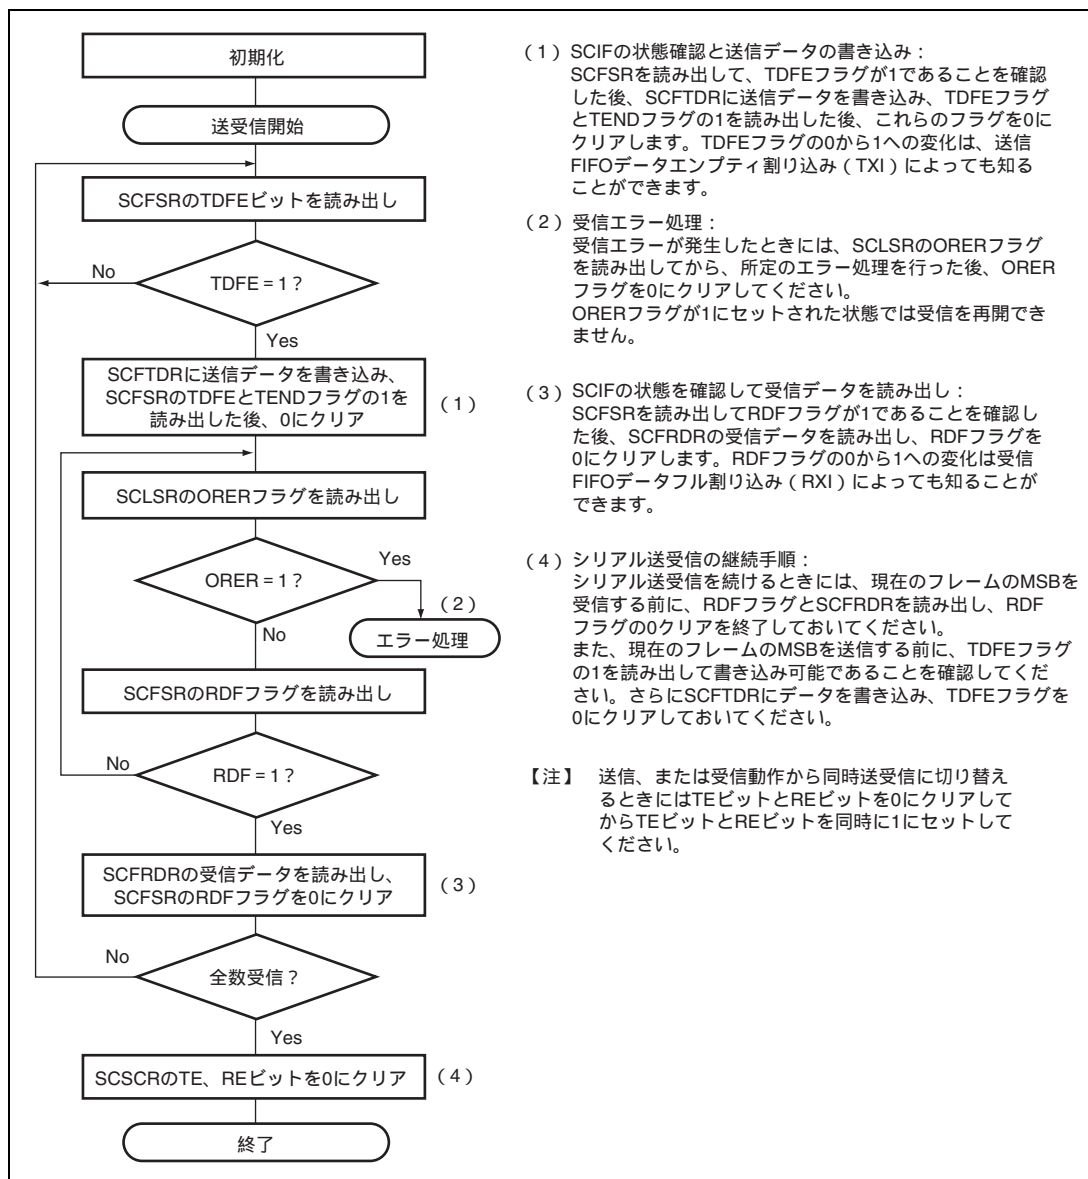 初期化
送受信開始
SCFSRのTDFEビットを読み出し
No
TDFE = 1？
Yes
SCFTDRに送信データを書き込み、
SCFSRのTDFEとTENDフラグの1を
読み出した後、0にクリア
（1）
SCLSRのORERフラグを読み出し
Yes
ORER = 1？
（2）
No
エラー処理
SCFSRのRDFフラグを読み出し
No
RDF = 1？
Yes
SCFRDRの受信データを読み出し、
SCFSRのRDFフラグを0にクリア
（3）
No
全数受信？
Yes
SCSCRのTE、REビットを0にクリア
（4）
終了
（1）SCIFの状態確認と送信データの書き込み：
SCFSRを読み出して、TDFEフラグが1であることを確認
した後、SCFTDRに送信データを書き込み、TDFEフラグ
とTENDフラグの1を読み出した後、これらのフラグを0に
クリアします。TDFEフラグの0から1への変化は、送信
FIFOデータエンプティ割り込み（TXI）によっても知る
ことができます。
（2）受信エラー処理：
受信エラーが発生したときには、SCLSRのORERフラグ
を読み出してから、所定のエラー処理を行った後、ORER
フラグを0にクリアしてください。
ORERフラグが1にセットされた状態では受信を再開でき
ません。
（3）SCIFの状態を確認して受信データを読み出し：
SCFSRを読み出してRDFフラグが1であることを確認し
た後、SCFRDRの受信データを読み出し、RDFフラグを
0にクリアします。RDFフラグの0から1への変化は受信
FIFOデータフル割り込み（RXI）によっても知ることが
できます。
（4）シリアル送受信の継続手順：
シリアル送受信を続けるときには、現在のフレームのMSBを
受信する前に、RDFフラグとSCFRDRを読み出し、RDF
フラグの0クリアを終了しておいてください。
また、現在のフレームのMSBを送信する前に、TDFEフラグ
の1を読み出して書き込み可能であることを確認してくだ
さい。さらにSCFTDRにデータを書き込み、TDFEフラグを
0にクリアしておいてください。
【注】 送信、または受信動作から同時送受信に切り替え
るときにはTEビットとREビットを0にクリアして
からTEビットとREビットを同時に1にセットして
ください。